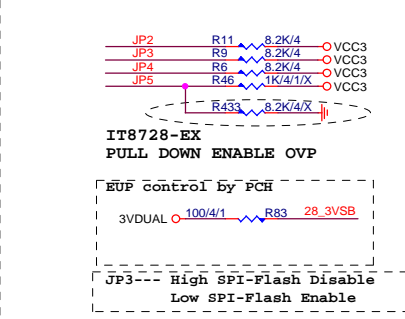 JP2 R11 8.2K/4 VCC3
JP3 R9 8.2K/4 VCC3
JP4 R6 8.2K/4 VCC3
JP5 R46 1K/4/1/X VCC3
R433 8.2K/4/X
IT8728-EX
PULL DOWN ENABLE OVP
EUP control by PCH
3VDUAL 100/4/1 R83 28_3VSB
JP3--- High SPI-Flash Disable
Low SPI-Flash Enable